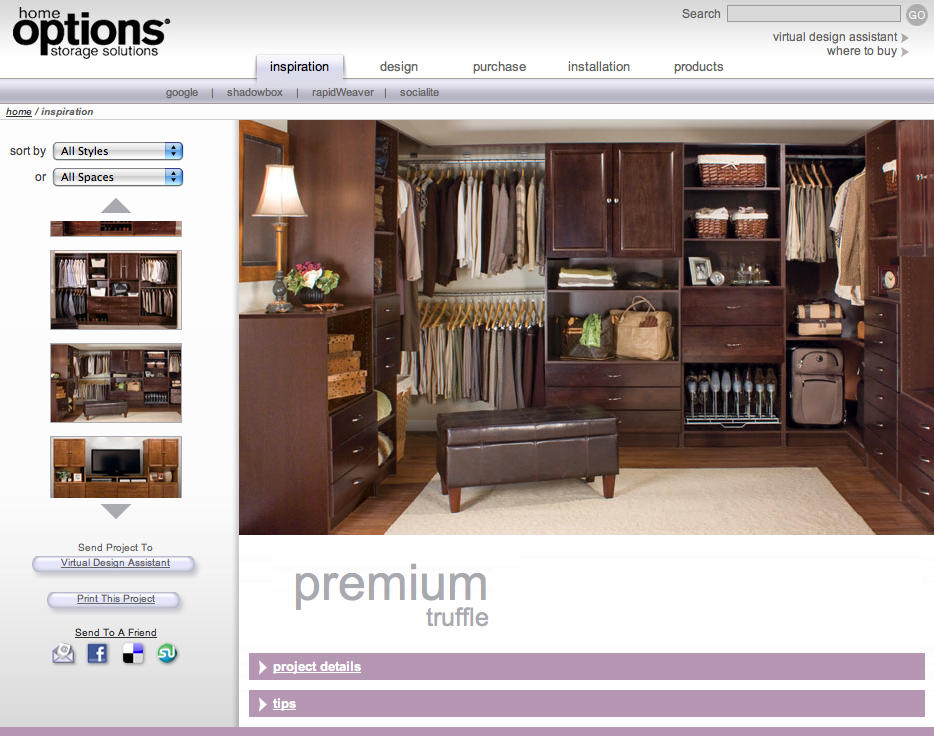 home
options
storage solutions
Search
GO
virtual design assistant
where to buy
inspiration design purchase installation products
google | shadowbox | rapidWeaver | socialite
home / inspiration
sort by All Styles
or All Spaces
Send Project To
Virtual Design Assistant
Print This Project
Send To A Friend
premium
truffle
project details
tips